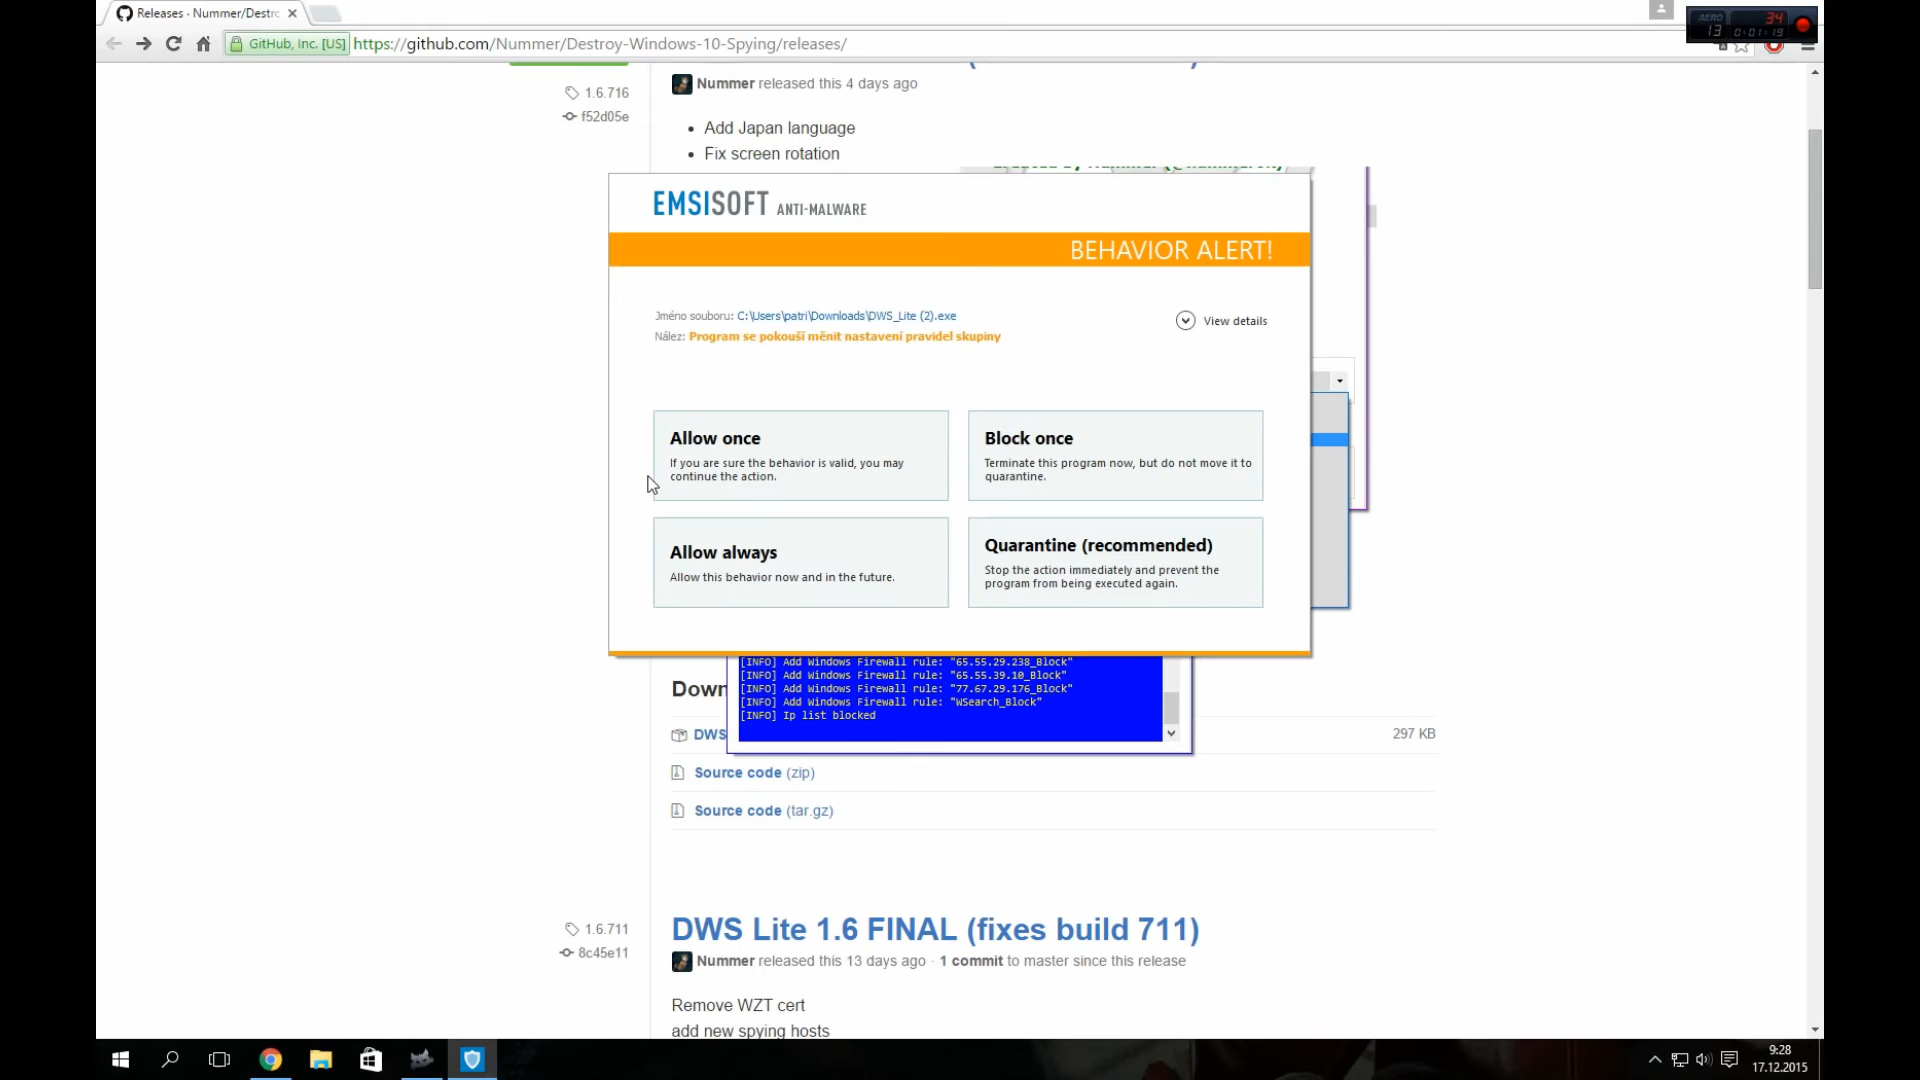 Releases · Nummer/Destro
AERO
34
13
0:01:19
GitHub, Inc. [US]
https://github.com/Nummer/Destroy-Windows-10-Spying/releases/
1.6.716
f52d05e
Nummer released this 4 days ago
Add Japan language
Fix screen rotation
EMSISOFT ANTI-MALWARE
BEHAVIOR ALERT!
Jméno souboru: C:\Users\patri\Downloads\DWS_Lite (2).exe
Nález: Program se pokouší měnit nastavení pravidel skupiny
View details
Allow once
If you are sure the behavior is valid, you may
continue the action.
Block once
Terminate this program now, but do not move it to
quarantine.
Allow always
Allow this behavior now and in the future.
Quarantine (recommended)
Stop the action immediately and prevent the
program from being executed again.
[INFO] Add Windows Firewall rule: "65.55.29.238_Block"
[INFO] Add Windows Firewall rule: "65.55.39.10_Block"
[INFO] Add Windows Firewall rule: "77.67.29.176_Block"
[INFO] Add Windows Firewall rule: "WSearch_Block"
[INFO] Ip list blocked
Down
DWS
297 KB
Source code (zip)
Source code (tar.gz)
1.6.711
8c45e11
DWS Lite 1.6 FINAL (fixes build 711)
Nummer released this 13 days ago · 1 commit to master since this release
Remove WZT cert
add new spying hosts
9:28
17.12.2015